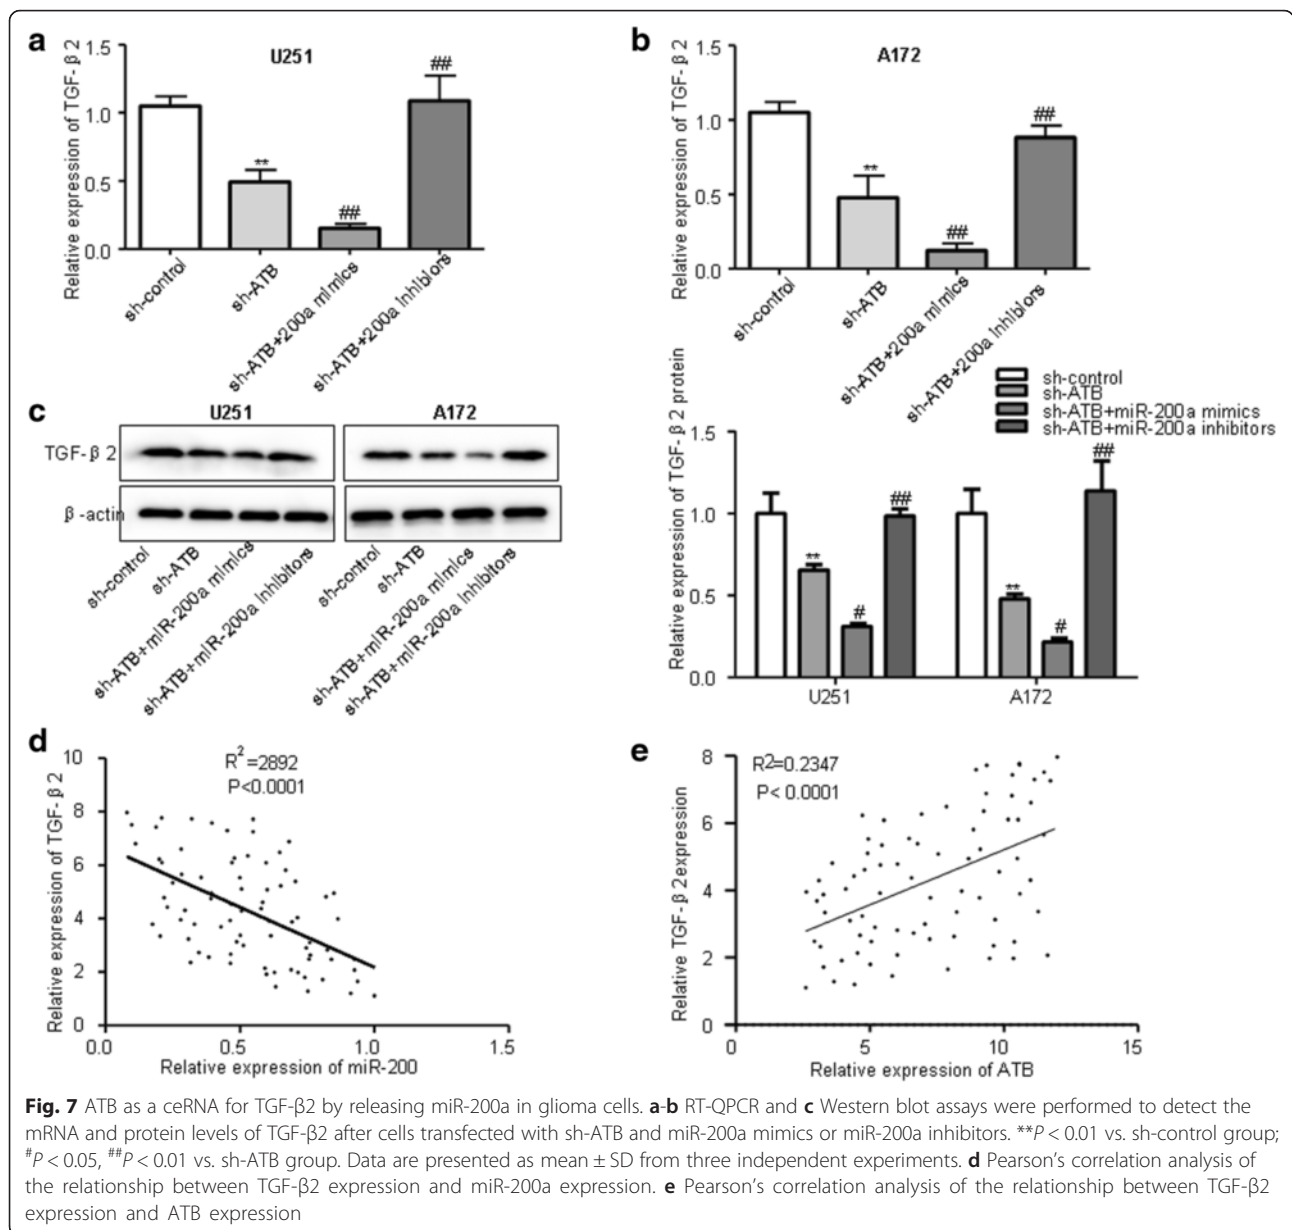 a
U251
Relative expression of TGF-β2
1.5
1.0
0.5
0.0
**
##
##
sh-control
sh-ATB
sh-ATB+200a mimics
sh-ATB+200a inhibiors
b
A172
Relative expression of TGF-β2
1.5
1.0
0.5
0.0
**
##
##
sh-control
sh-ATB
sh-ATB+200a mimics
sh-ATB+200a inhibiors
c
U251
A172
TGF-β2
β-actin
sh-control
sh-ATB
sh-ATB+miR-200a mimics
sh-ATB+miR-200a inhibitors
sh-control
sh-ATB
sh-ATB+miR-200a mimics
sh-ATB+miR-200a inhibitors
sh-control
sh-ATB
sh-ATB+miR-200a mimics
sh-ATB+miR-200a inhibitors
Relative expression of TGF-β2 protein
1.5
1.0
0.5
0.0
**
#
##
**
#
##
U251
A172
d
R²=2892
P<0.0001
Relative expression of TGF-β2
10
8
6
4
2
0
0.0
0.5
1.0
1.5
Relative expression of miR-200
e
R2=0.2347
P< 0.0001
Relative TGF-β2expression
8
6
4
2
0
0
5
10
15
Relative expression of ATB
Fig. 7 ATB as a ceRNA for TGF-β2 by releasing miR-200a in glioma cells. a-b RT-QPCR and c Western blot assays were performed to detect the
mRNA and protein levels of TGF-β2 after cells transfected with sh-ATB and miR-200a mimics or miR-200a inhibitors. **P < 0.01 vs. sh-control group;
#P < 0.05, ##P < 0.01 vs. sh-ATB group. Data are presented as mean ± SD from three independent experiments. d Pearson's correlation analysis of
the relationship between TGF-β2 expression and miR-200a expression. e Pearson's correlation analysis of the relationship between TGF-β2
expression and ATB expression